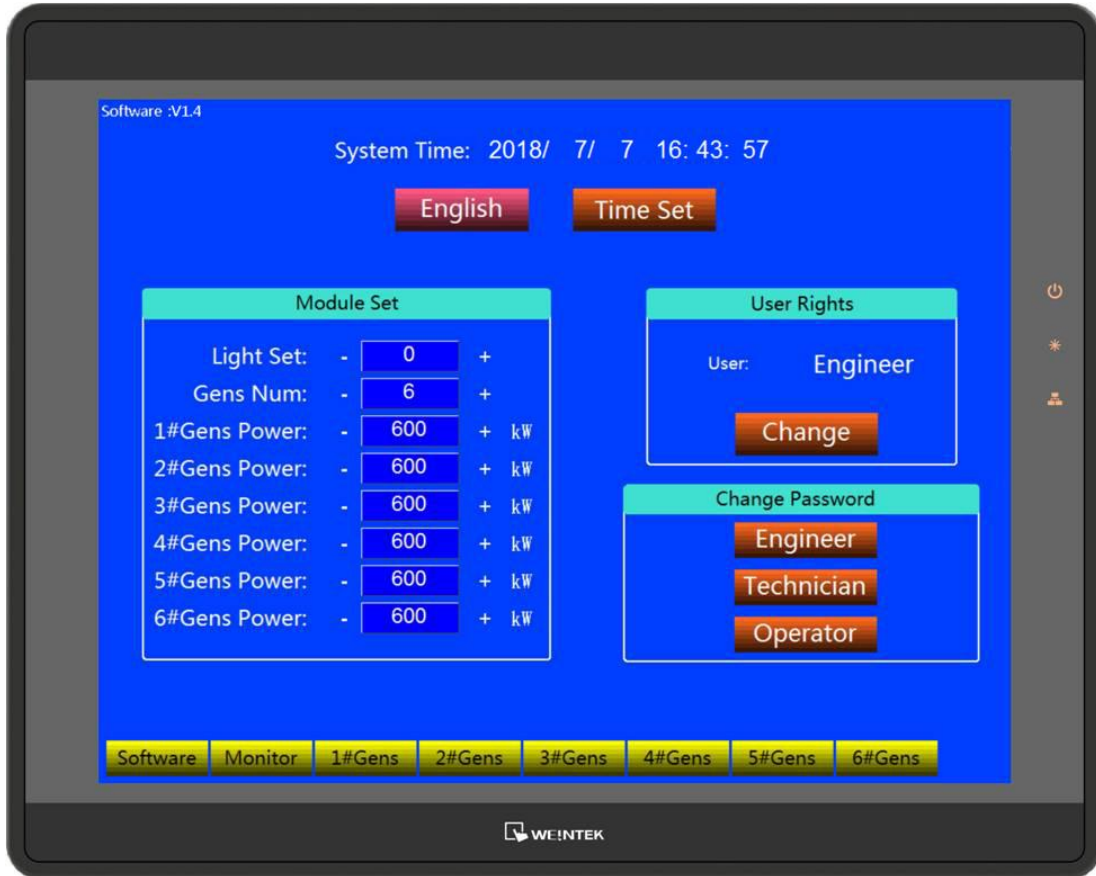 Software :V1.4
System Time: 2018/ 7/ 7 16: 43: 57
English Time Set
Module Set
Light Set: - 0 +
Gens Num: - 6 +
1#Gens Power: - 600 + kW
2#Gens Power: - 600 + kW
3#Gens Power: - 600 + kW
4#Gens Power: - 600 + kW
5#Gens Power: - 600 + kW
6#Gens Power: - 600 + kW
User Rights
User: Engineer
Change
Change Password
Engineer
Technician
Operator
Software Monitor 1#Gens 2#Gens 3#Gens 4#Gens 5#Gens 6#Gens
WE!NTEK